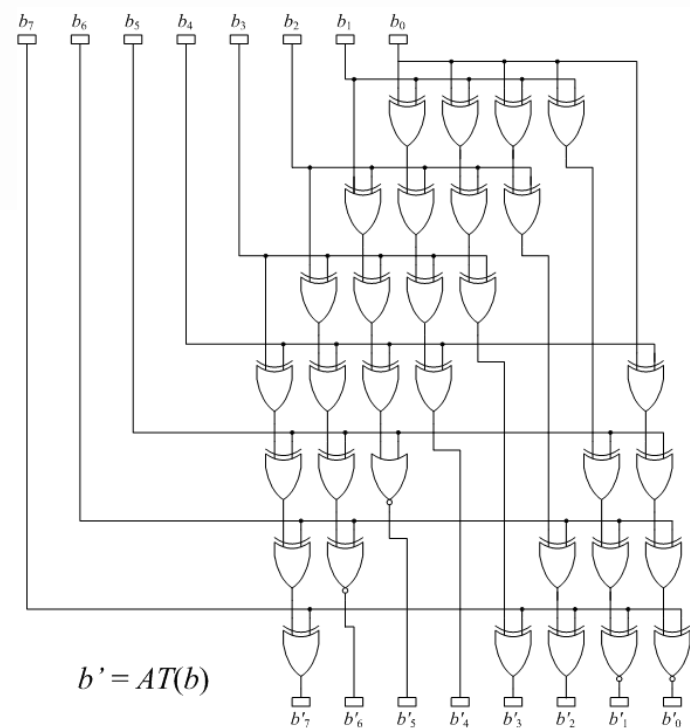 b₇ b₆ b₅ b₄ b₃ b₂ b₁ b₀
b’ = AT(b)
b'₇ b'₆ b'₅ b'₄ b'₃ b'₂ b'₁ b'₀